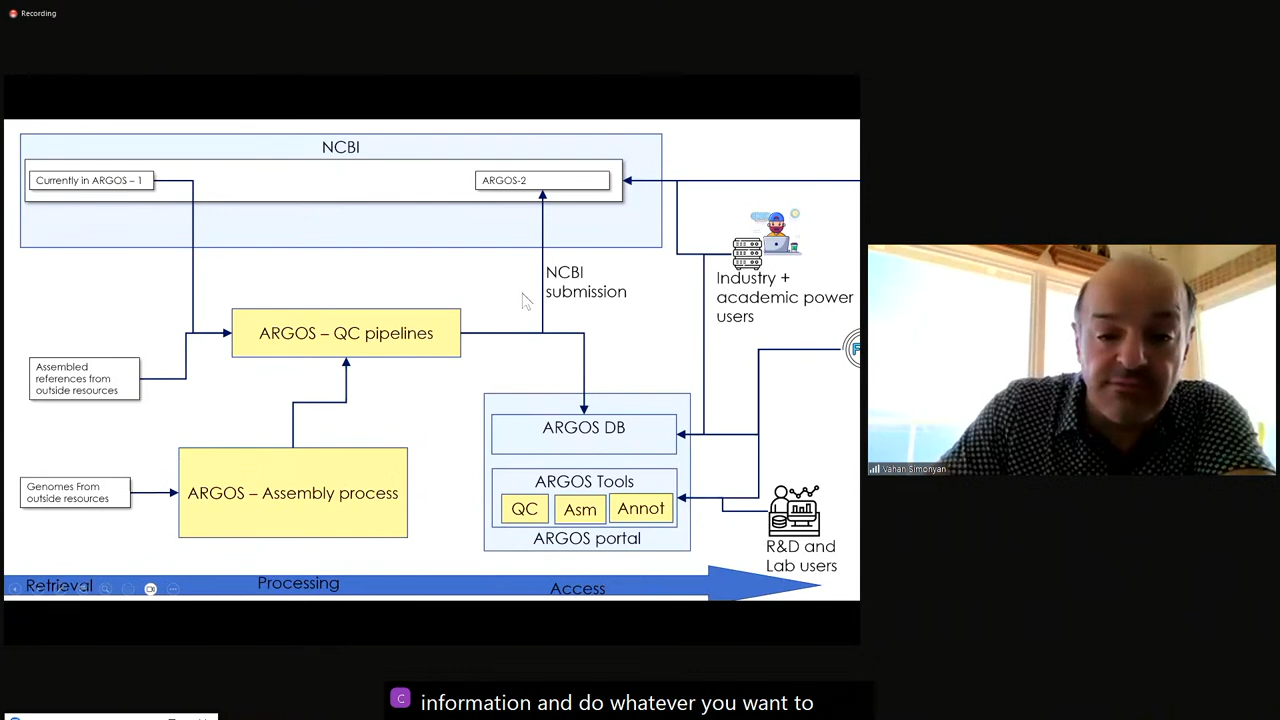 Recording
NCBI
Currently in ARGOS – 1
ARGOS-2
NCBI
submission
Industry +
academic power
users
ARGOS – QC pipelines
Assembled
references from
outside resources
ARGOS DB
ARGOS – Assembly process
Genomes From
outside resources
ARGOS Tools
QC
Asm
Annot
ARGOS portal
R&D and
Lab users
Retrieval
Processing
Access
Vahan Simonyan
C
information and do whatever you want to